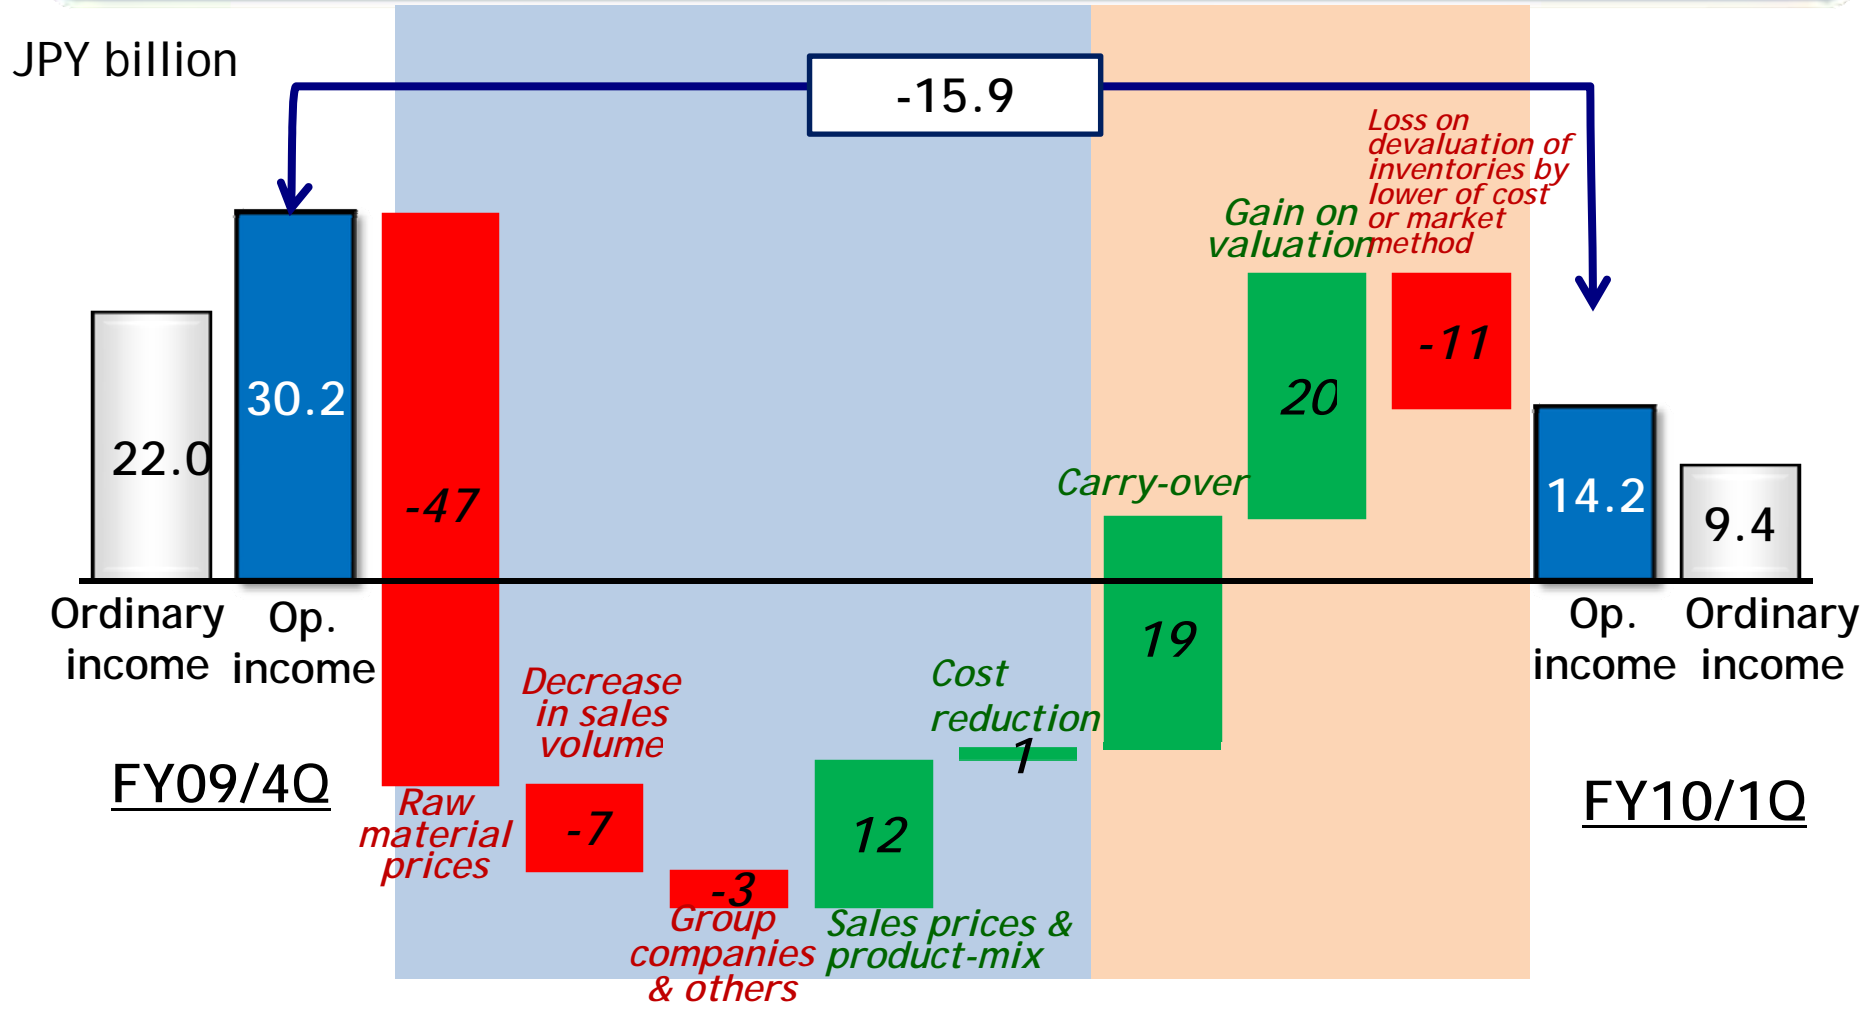 JPY billion
-15.9
Loss on
devaluation of
inventories by
lower of cost
or market
method
Gain on
valuation
-11
20
30.2
22.0
-47
Carry-over
14.2
9.4
19
Ordinary
income
Op.
income
Op.
income
Ordinary
income
Decrease
in sales
volume
Cost
reduction
1
FY09/4Q
FY10/1Q
Raw
material
prices
-7
12
-3
Group
companies
& others
Sales prices &
product-mix